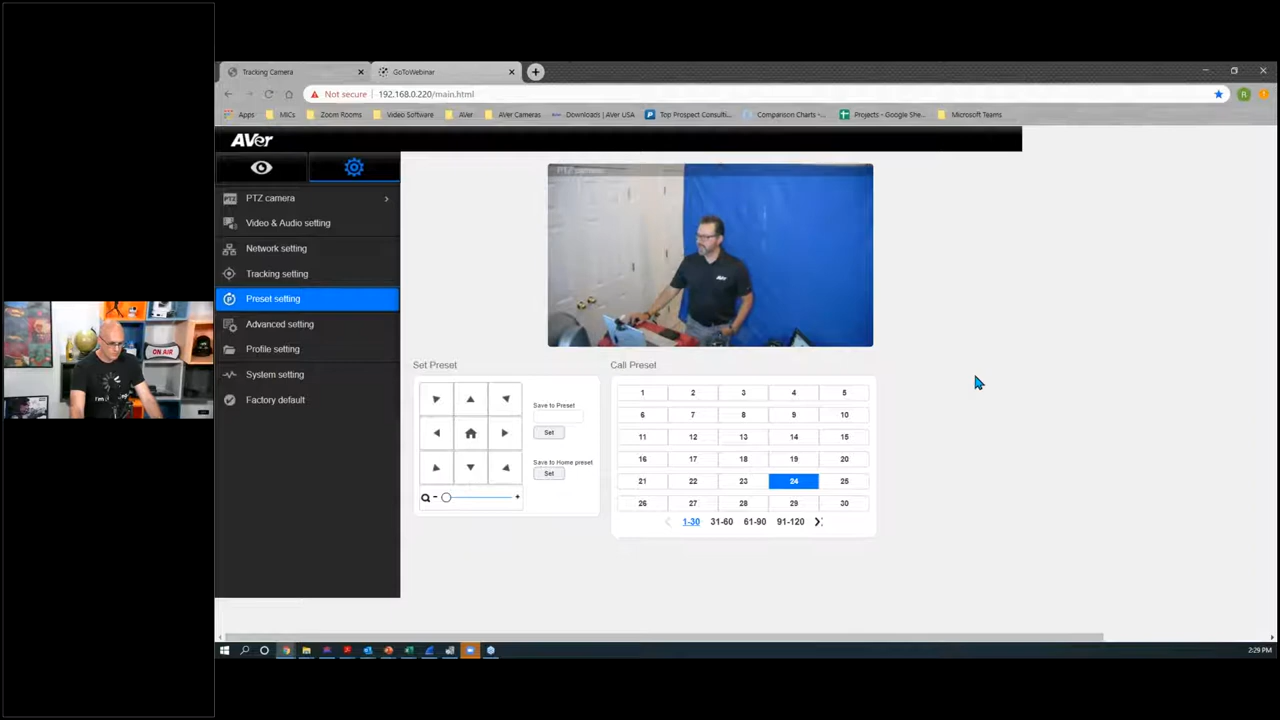 Tracking Camera
GoToWebinar
Not secure 192.168.0.220/main.html
R
Apps MICs Zoom Rooms Video Software AVer AVer Cameras Downloads | AVer USA Top Prospect Consulti... Comparison Charts -... Projects - Google She... Microsoft Teams
AVer
PTZ PTZ camera
Video & Audio setting
Network setting
Tracking setting
Preset setting
Advanced setting
Profile setting
System setting
Factory default
PTZ camera
AVer
ON AIR
Set Preset
Save to Preset
Set
Save to Home preset
Set
Call Preset
1 2 3 4 5
6 7 8 9 10
11 12 13 14 15
16 17 18 19 20
21 22 23 24 25
26 27 28 29 30
1-30 31-60 61-90 91-120
2:29 PM